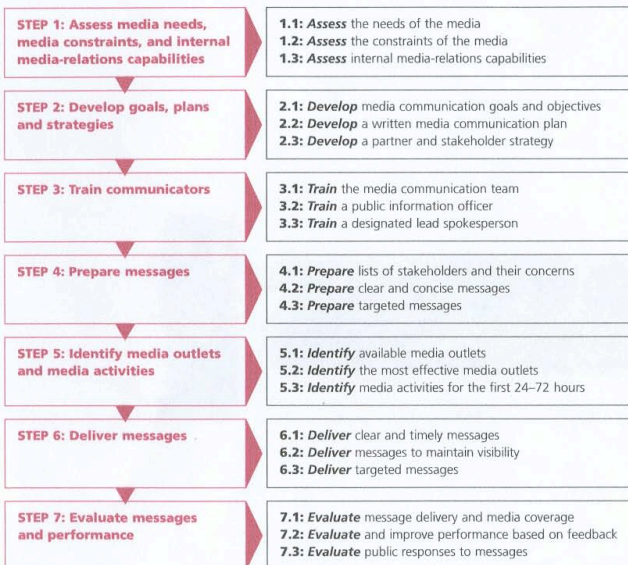 STEP 1: Assess media needs,
media constraints, and internal
media-relations capabilities
1.1: Assess the needs of the media
1.2: Assess the constraints of the media
1.3: Assess internal media-relations capabilities
STEP 2: Develop goals, plans
and strategies
2.1: Develop media communication goals and objectives
2.2: Develop a written media communication plan
2.3: Develop a partner and stakeholder strategy
STEP 3: Train communicators
3.1: Train the media communication team
3.2: Train a public information officer
3.3: Train a designated lead spokesperson
STEP 4: Prepare messages
4.1: Prepare lists of stakeholders and their concerns
4.2: Prepare clear and concise messages
4.3: Prepare targeted messages
STEP 5: Identify media outlets
and media activities
5.1: Identify available media outlets
5.2: Identify the most effective media outlets
5.3: Identify media activities for the first 24–72 hours
STEP 6: Deliver messages
6.1: Deliver clear and timely messages
6.2: Deliver messages to maintain visibility
6.3: Deliver targeted messages
STEP 7: Evaluate messages
and performance
7.1: Evaluate message delivery and media coverage
7.2: Evaluate and improve performance based on feedback
7.3: Evaluate public responses to messages